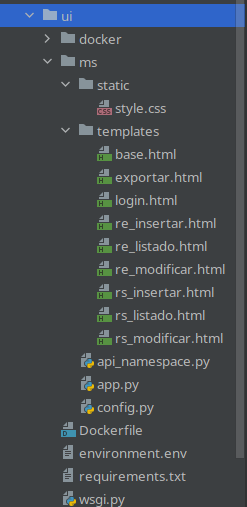 ui
docker
ms
static
style.css
templates
base.html
exportar.html
login.html
re_insertar.html
re_listado.html
re_modificar.html
rs_insertar.html
rs_listado.html
rs_modificar.html
api_namespace.py
app.py
config.py
Dockerfile
environment.env
requirements.txt
wsgi.py